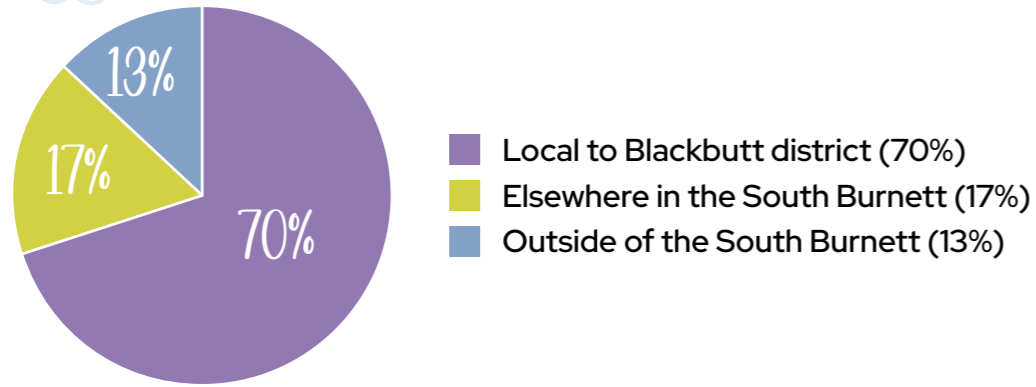 13%
17%
70%
Local to Blackbutt district (70%)
Elsewhere in the South Burnett (17%)
Outside of the South Burnett (13%)